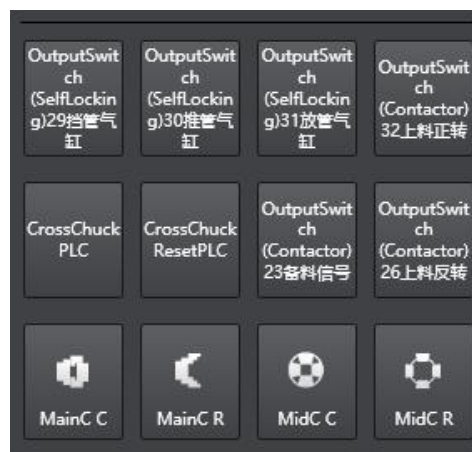 OutputSwit
ch
(SelfLockin
g)29挡管气
缸
OutputSwit
ch
(SelfLockin
g)30推管气
缸
OutputSwit
ch
(SelfLockin
g)31放管气
缸
OutputSwit
ch
(Contactor)
32上料正转
CrossChuck
PLC
CrossChuck
ResetPLC
OutputSwit
ch
(Contactor)
23备料信号
OutputSwit
ch
(Contactor)
26上料反转
MainC C
MainC R
MidC C
MidC R